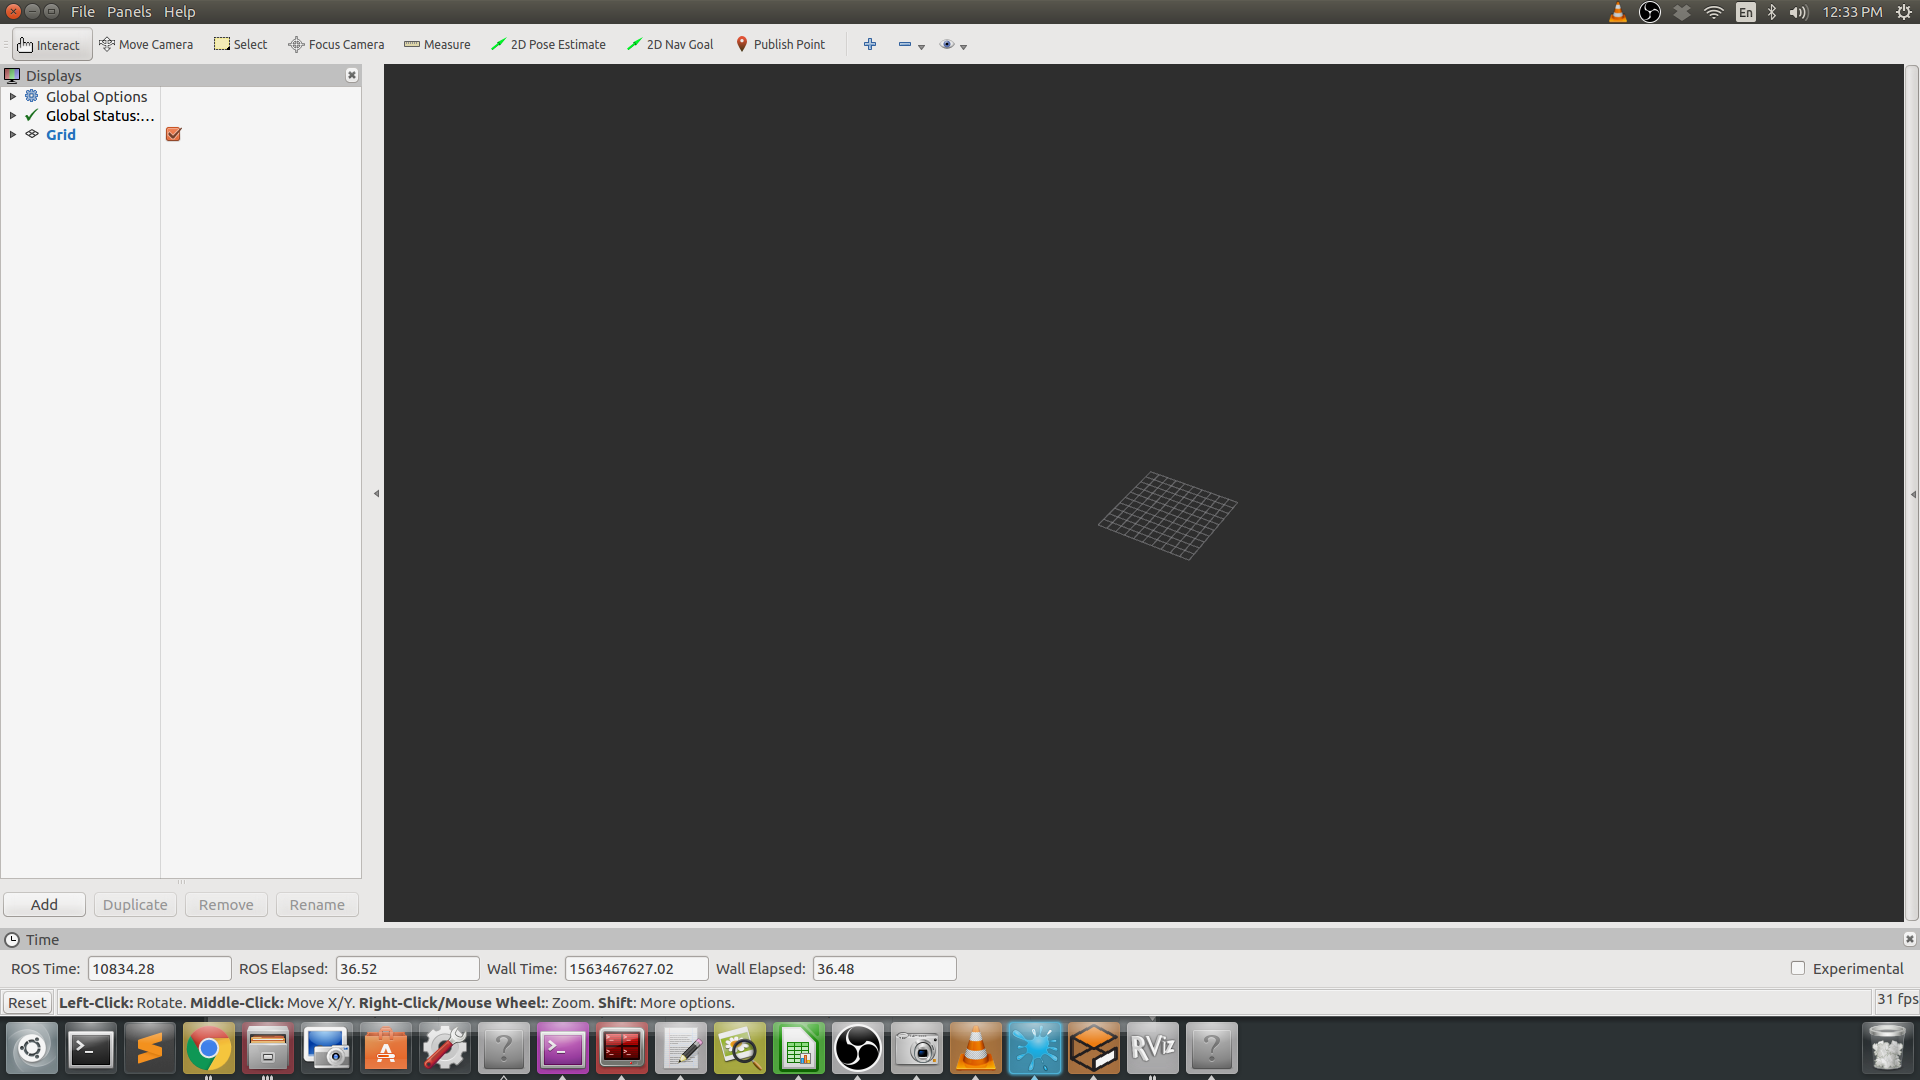 File Panels Help
En 12:33 PM
Interact Move Camera Select Focus Camera Measure 2D Pose Estimate 2D Nav Goal Publish Point
Displays
Global Options
Global Status:...
Grid
Add Duplicate Remove Rename
Time
ROS Time: 10834.28 ROS Elapsed: 36.52 Wall Time: 1563467627.02 Wall Elapsed: 36.48 Experimental
Reset Left-Click: Rotate. Middle-Click: Move X/Y. Right-Click/Mouse Wheel:: Zoom. Shift: More options. 31 fps
RViz